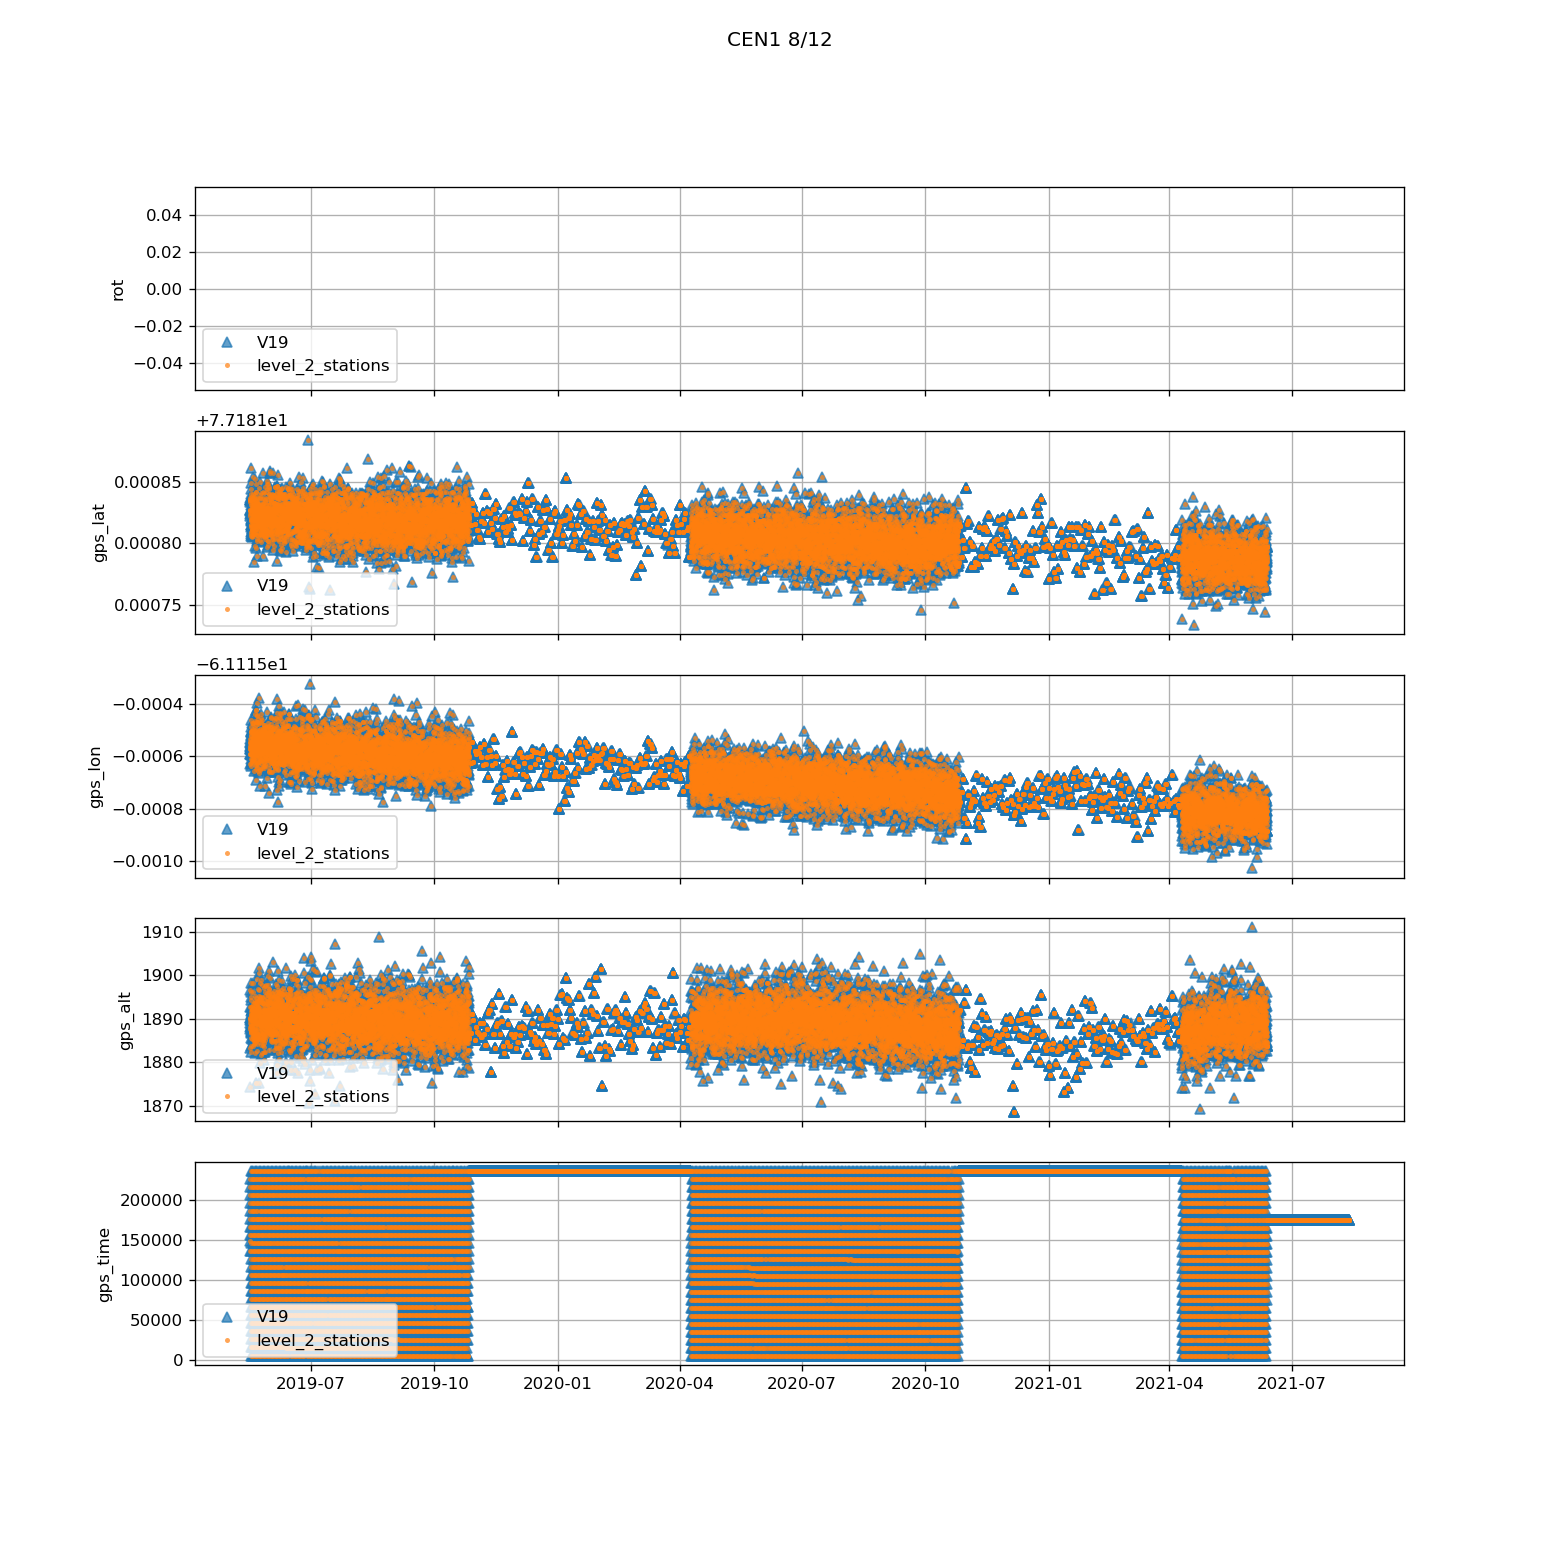 CEN1 8/12
0.04
0.02
0.00
−0.02
−0.04
rot
V19
level_2_stations
+7.7181e1
0.00085
0.00080
0.00075
gps_lat
V19
level_2_stations
−6.1115e1
−0.0004
−0.0006
−0.0008
−0.0010
gps_lon
V19
level_2_stations
1910
1900
1890
1880
1870
gps_alt
V19
level_2_stations
200000
150000
100000
50000
0
gps_time
V19
level_2_stations
2019-07 2019-10 2020-01 2020-04 2020-07 2020-10 2021-01 2021-04 2021-07